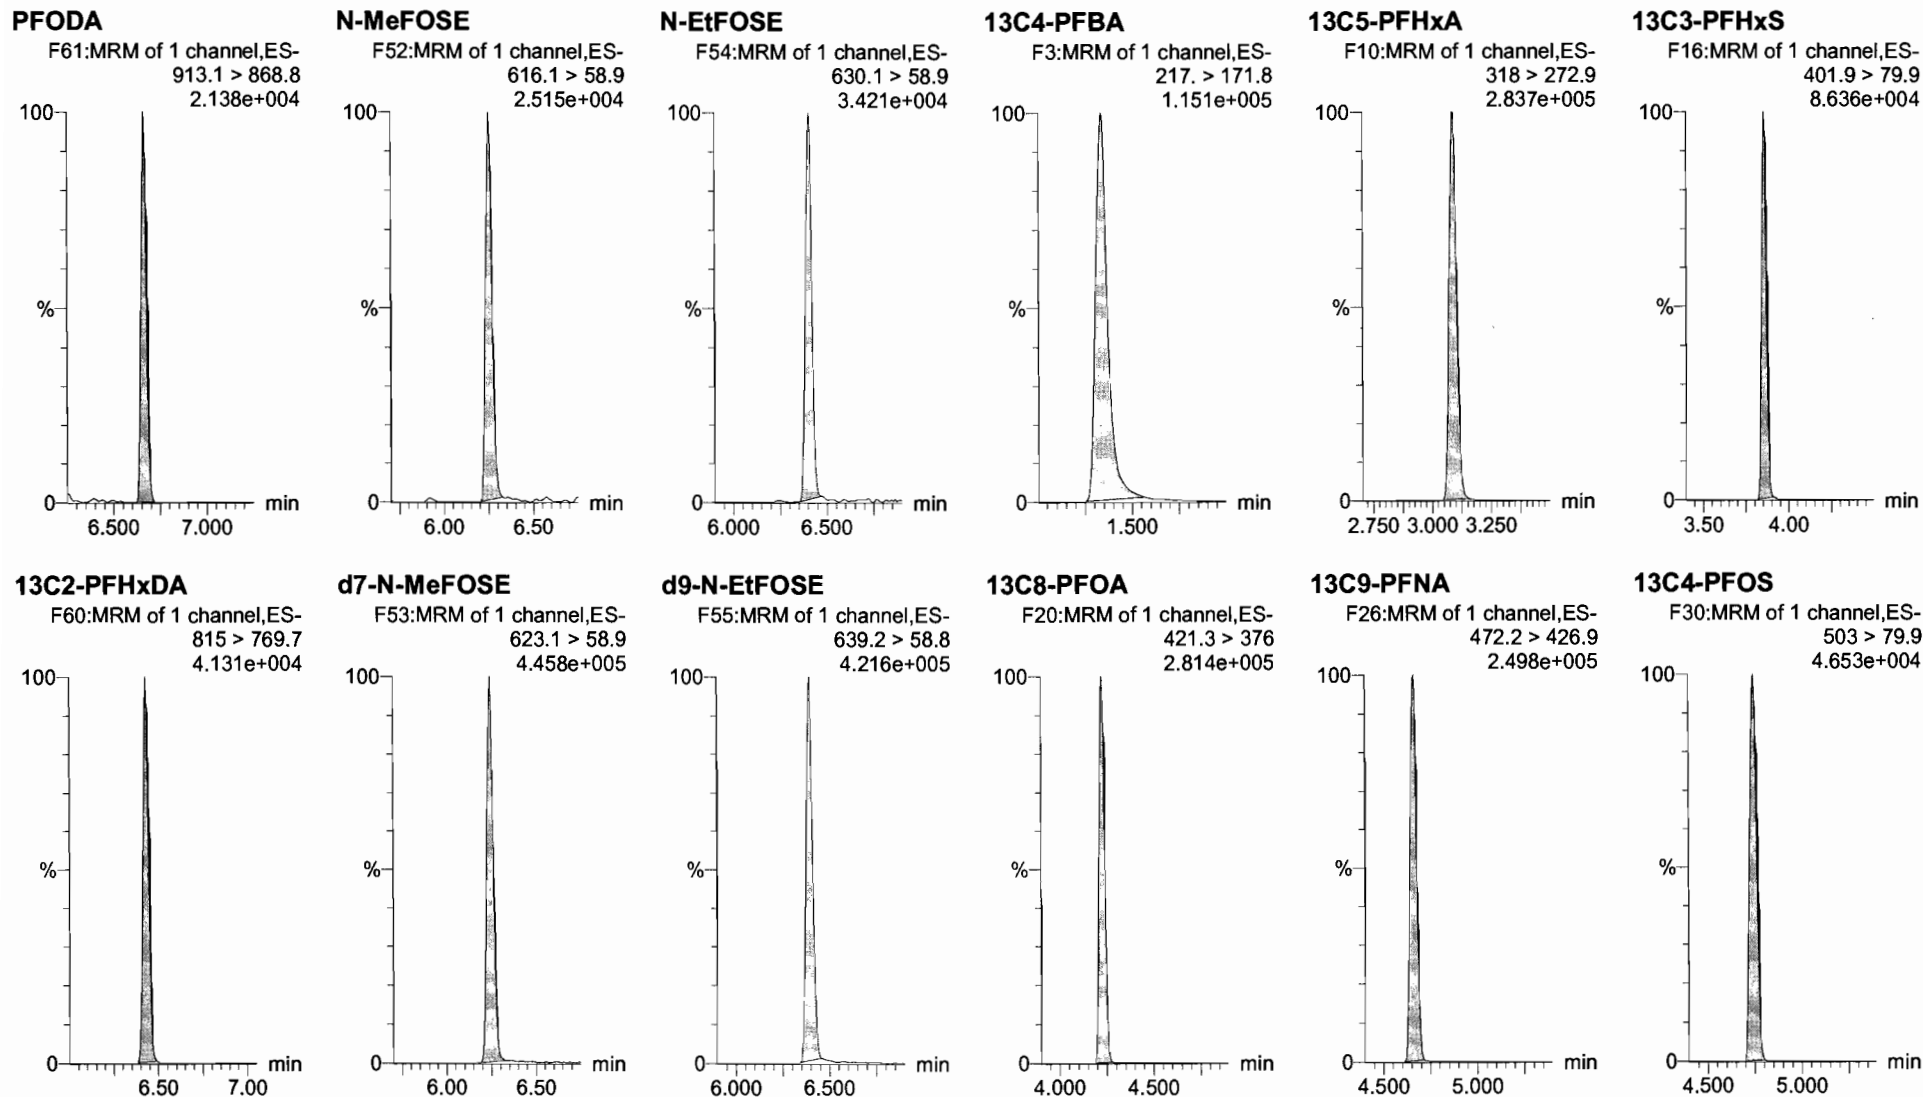 PFODA
F61:MRM of 1 channel,ES-
913.1 > 868.8
2.138e+004
100
%
0
6.500 7.000
min
N-MeFOSE
F52:MRM of 1 channel,ES-
616.1 > 58.9
2.515e+004
100
%
0
6.00 6.50
min
N-EtFOSE
F54:MRM of 1 channel,ES-
630.1 > 58.9
3.421e+004
100
%
0
6.000 6.500
min
13C4-PFBA
F3:MRM of 1 channel,ES-
217. > 171.8
1.151e+005
100
%
0
1.500
min
13C5-PFHxA
F10:MRM of 1 channel,ES-
318 > 272.9
2.837e+005
100
%
0
2.750 3.000 3.250
min
13C3-PFHxS
F16:MRM of 1 channel,ES-
401.9 > 79.9
8.636e+004
100
%
0
3.50 4.00
min
13C2-PFHxDA
F60:MRM of 1 channel,ES-
815 > 769.7
4.131e+004
100
%
0
6.50 7.00
min
d7-N-MeFOSE
F53:MRM of 1 channel,ES-
623.1 > 58.9
4.458e+005
100
%
0
6.00 6.50
min
d9-N-EtFOSE
F55:MRM of 1 channel,ES-
639.2 > 58.8
4.216e+005
100
%
0
6.000 6.500
min
13C8-PFOA
F20:MRM of 1 channel,ES-
421.3 > 376
2.814e+005
100
%
0
4.000 4.500
min
13C9-PFNA
F26:MRM of 1 channel,ES-
472.2 > 426.9
2.498e+005
100
%
0
4.500 5.000
min
13C4-PFOS
F30:MRM of 1 channel,ES-
503 > 79.9
4.653e+004
100
%
0
4.500 5.000
min